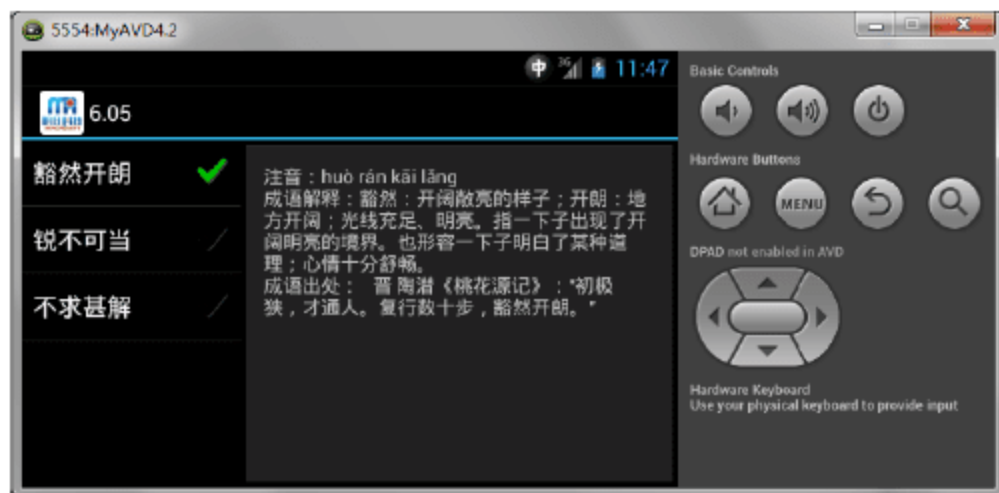 5554:MyAVD4.2
中 3G 11:47
6.05
豁然开朗
锐不可当
不求甚解
注音：huò rán kāi lǎng
成语解释：豁然：开阔敞亮的样子；开朗：地
方开阔；光线充足、明亮。指一下子出现了开
阔明亮的境界。也形容一下子明白了某种道
理；心情十分舒畅。
成语出处： 晋 陶潜《桃花源记》："初极
狭，才通人。复行数十步，豁然开朗。"
Basic Controls
Hardware Buttons
MENU
DPAD not enabled in AVD
Hardware Keyboard
Use your physical keyboard to provide input